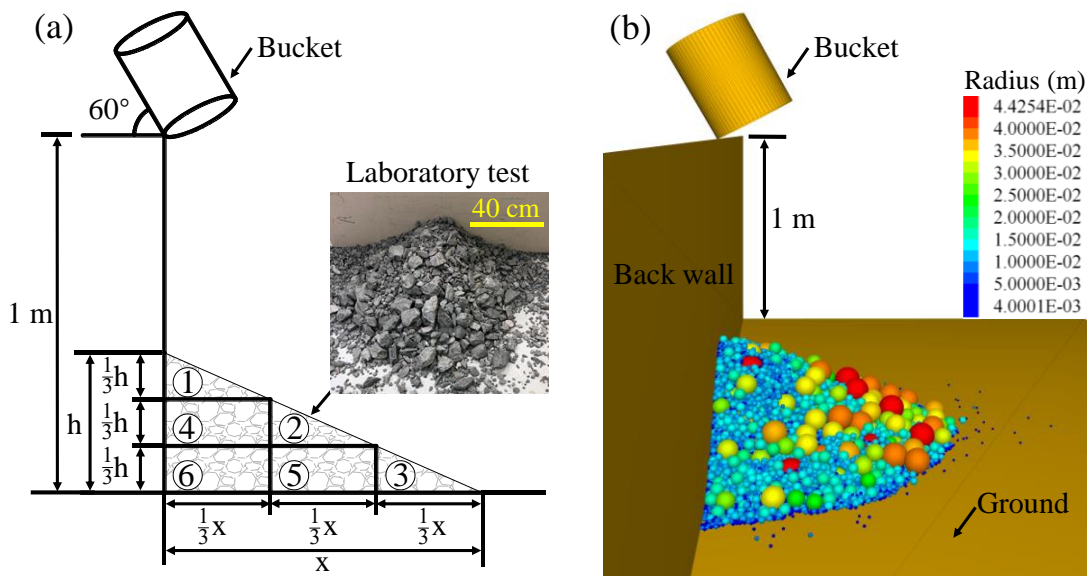 (a)
Bucket
60°
Laboratory test
40 cm
1 m
h
1/3h
1/3h
1/3h
①
④
②
⑥
⑤
③
1/3x
1/3x
1/3x
x
(b)
Bucket
Radius (m)
4.4254E-02
4.0000E-02
3.5000E-02
3.0000E-02
2.5000E-02
2.0000E-02
1.5000E-02
1.0000E-02
5.0000E-03
4.0001E-03
1 m
Back wall
Ground